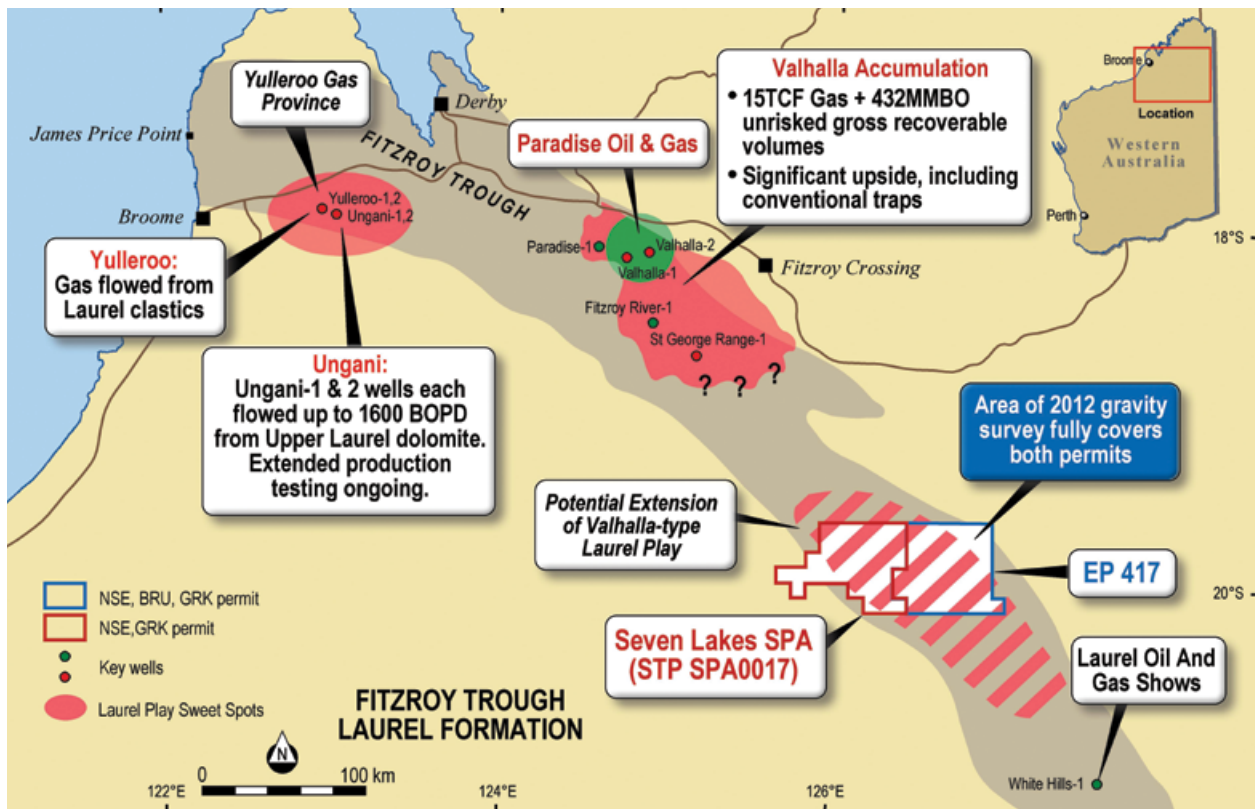 Yulleroo Gas
Province
Derby
James Price Point
FITZROY TROUGH
Paradise Oil & Gas
Valhalla Accumulation
• 15TCF Gas + 432MMBO
unrisked gross recoverable
volumes
• Significant upside, including
conventional traps
Broome
Location
Western
Australia
Perth
Broome
Yulleroo-1,2
Ungani-1,2
Paradise-1
Valhalla-2
Valhalla-1
Fitzroy Crossing
18°S
Yulleroo:
Gas flowed from
Laurel clastics
Fitzroy River-1
St George Range-1
? ? ?
Ungani:
Ungani-1 & 2 wells each
flowed up to 1600 BOPD
from Upper Laurel dolomite.
Extended production
testing ongoing.
Area of 2012 gravity
survey fully covers
both permits
Potential Extension
of Valhalla-type
Laurel Play
EP 417
20°S
Seven Lakes SPA
(STP SPA0017)
Laurel Oil And
Gas Shows
White Hills-1
NSE, BRU, GRK permit
NSE,GRK permit
Key wells
Laurel Play Sweet Spots
FITZROY TROUGH
LAUREL FORMATION
N
0 100 km
122°E 124°E 126°E